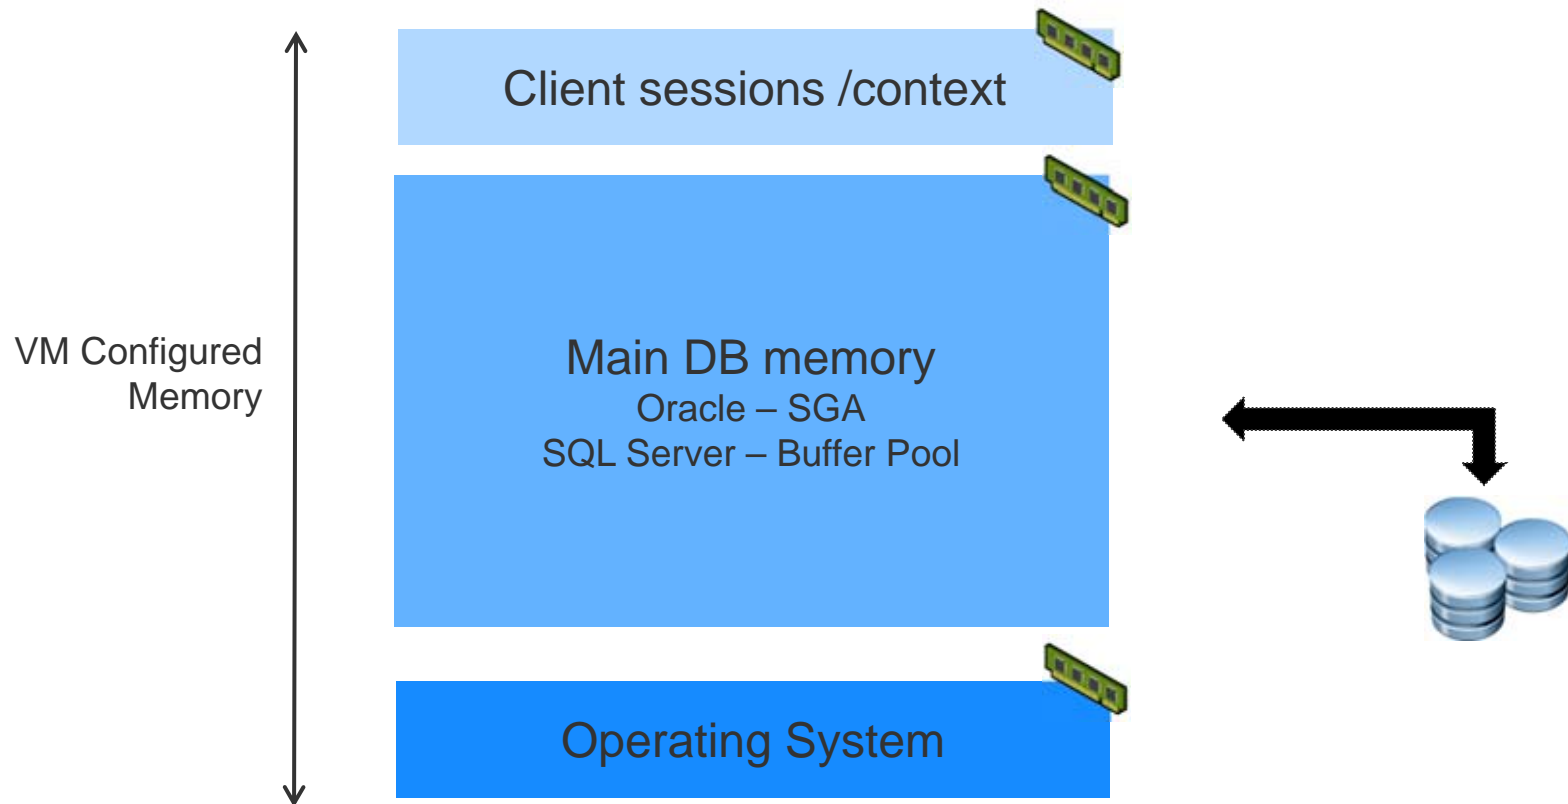 Client sessions /context
VM Configured
Memory
Main DB memory
Oracle – SGA
SQL Server – Buffer Pool
Operating System